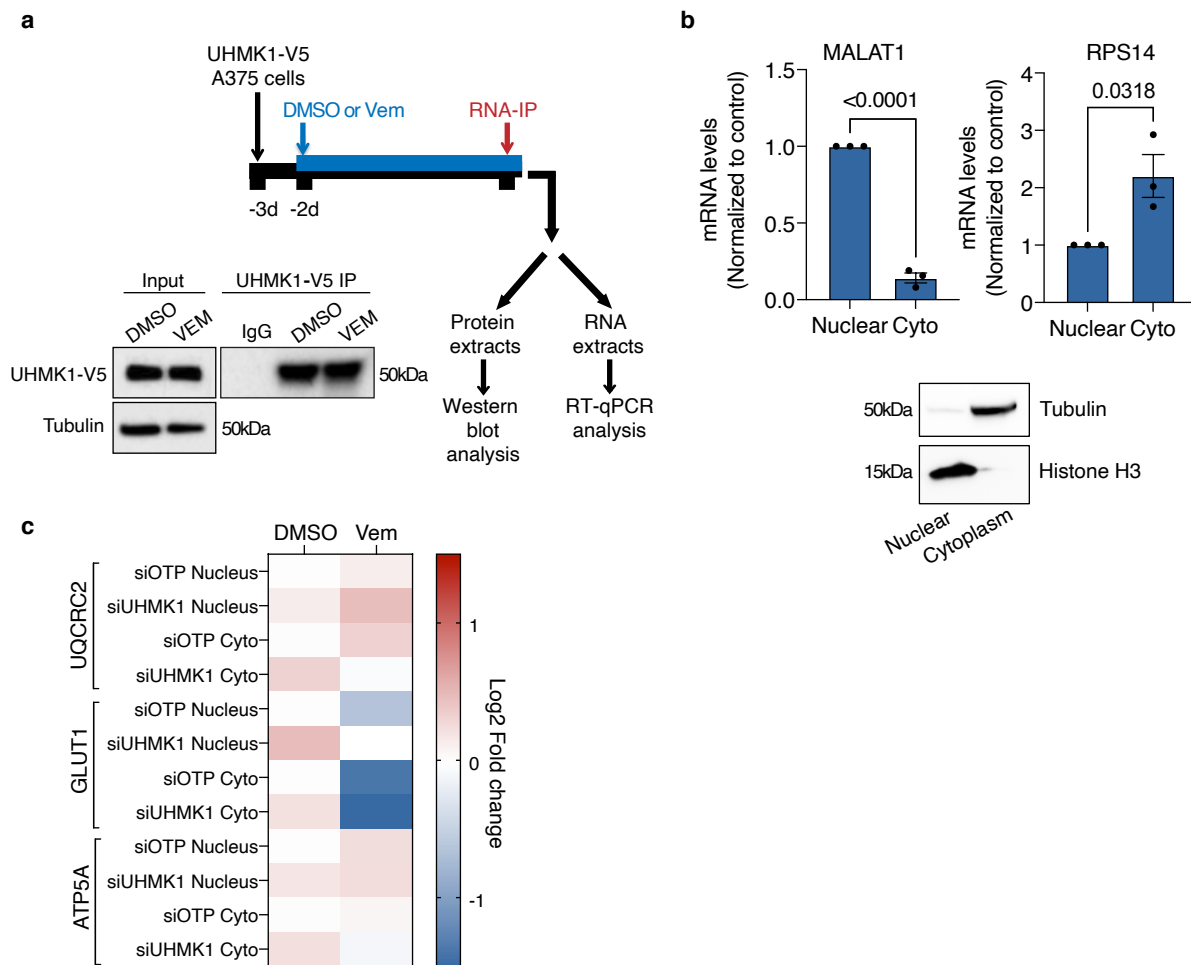 a
UHMK1-V5
A375 cells
DMSO or Vem
RNA-IP
-3d
-2d
Input
UHMK1-V5 IP
DMSO
VEM
IgG
DMSO
VEM
UHMK1-V5
50kDa
Tubulin
50kDa
Protein
extracts
RNA
extracts
Western
blot
analysis
RT-qPCR
analysis
b
MALAT1
mRNA levels
(Normalized to control)
1.5
1.0
0.5
0.0
<0.0001
Nuclear Cyto
RPS14
mRNA levels
(Normalized to control)
4
3
2
1
0
0.0318
Nuclear Cyto
50kDa
Tubulin
15kDa
Histone H3
Nuclear
Cytoplasm
c
DMSO
Vem
UQCRC2
siOTP Nucleus
siUHMK1 Nucleus
siOTP Cyto
siUHMK1 Cyto
GLUT1
siOTP Nucleus
siUHMK1 Nucleus
siOTP Cyto
siUHMK1 Cyto
ATP5A
siOTP Nucleus
siUHMK1 Nucleus
siOTP Cyto
siUHMK1 Cyto
1
0
-1
Log2 Fold change